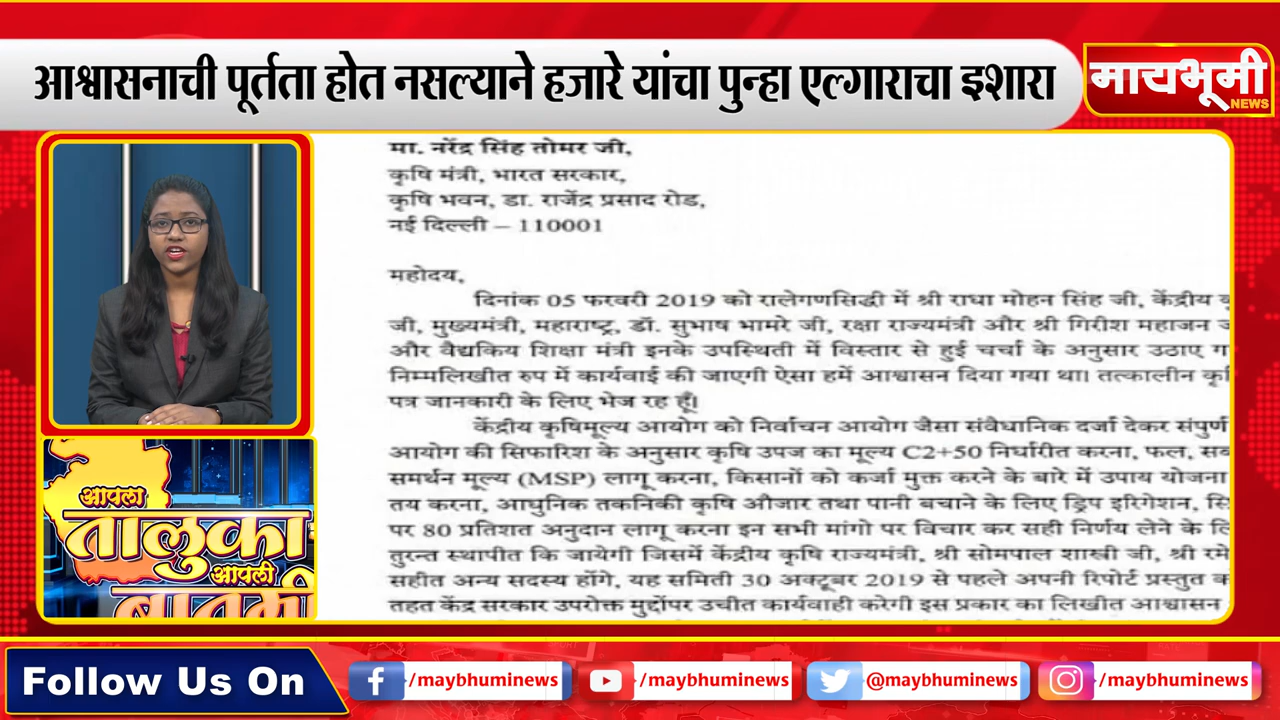 आश्वासनाची पूर्तता होत नसल्याने हजारे यांचा पुन्हा एल्गाराचा इशारा
मायभूमी
NEWS
मा. नरेंद्र सिंह तोमर जी,
कृषि मंत्री, भारत सरकार,
कृषि भवन, डा. राजेंद्र प्रसाद रोड,
नई दिल्ली – 110001
महोदय,
दिनांक 05 फरवरी 2019 को रालेगणसिद्धी में श्री राधा मोहन सिंह जी, केंद्रीय
जी, मुख्यमंत्री, महाराष्ट्र, डॉ. सुभाष भामरे जी, रक्षा राज्यमंत्री और श्री गिरीश महाजन
और वैद्यकिय शिक्षा मंत्री इनके उपस्थिती में विस्तार से हुई चर्चा के अनुसार उठाए
निम्मलिखीत रुप में कार्यवाई की जाएगी ऐसा हमें आश्वासन दिया गया था। तत्कालीन
पत्र जानकारी के लिए भेज रह हूँ।
केंद्रीय कृषिमूल्य आयोग को निर्वाचन आयोग जैसा संवैधानिक दर्जा देकर संपुर्ण
आयोग की सिफारिश के अनुसार कृषि उपज का मूल्य C2+50 निर्धारीत करना, फल,
समर्थन मूल्य (MSP) लागू करना, किसानों को कर्जा मुक्त करने के बारे में उपाय योजना
तय करना, आधुनिक तकनिकी कृषि औजार तथा पानी बचाने के लिए ड्रिप इरिगेशन,
पर 80 प्रतिशत अनुदान लागू करना इन सभी मांगो पर विचार कर सही निर्णय लेने के
तुरन्त स्थापीत कि जायेगी जिसमें केंद्रीय कृषि राज्यमंत्री, श्री सोमपाल शास्त्री जी, श्री
सहीत अन्य सदस्य होंगे, यह समिती 30 अक्टूबर 2019 से पहले अपनी रिपोर्ट प्रस्तुत
तहत केंद्र सरकार उपरोक्त मुद्दोंपर उचीत कार्यवाही करेगी इस प्रकार का लिखीत आश्वासन
आपला
तालुका
आपली
बातमी
Follow Us On
/maybhuminews
/maybhuminews
@maybhuminews
/maybhuminews